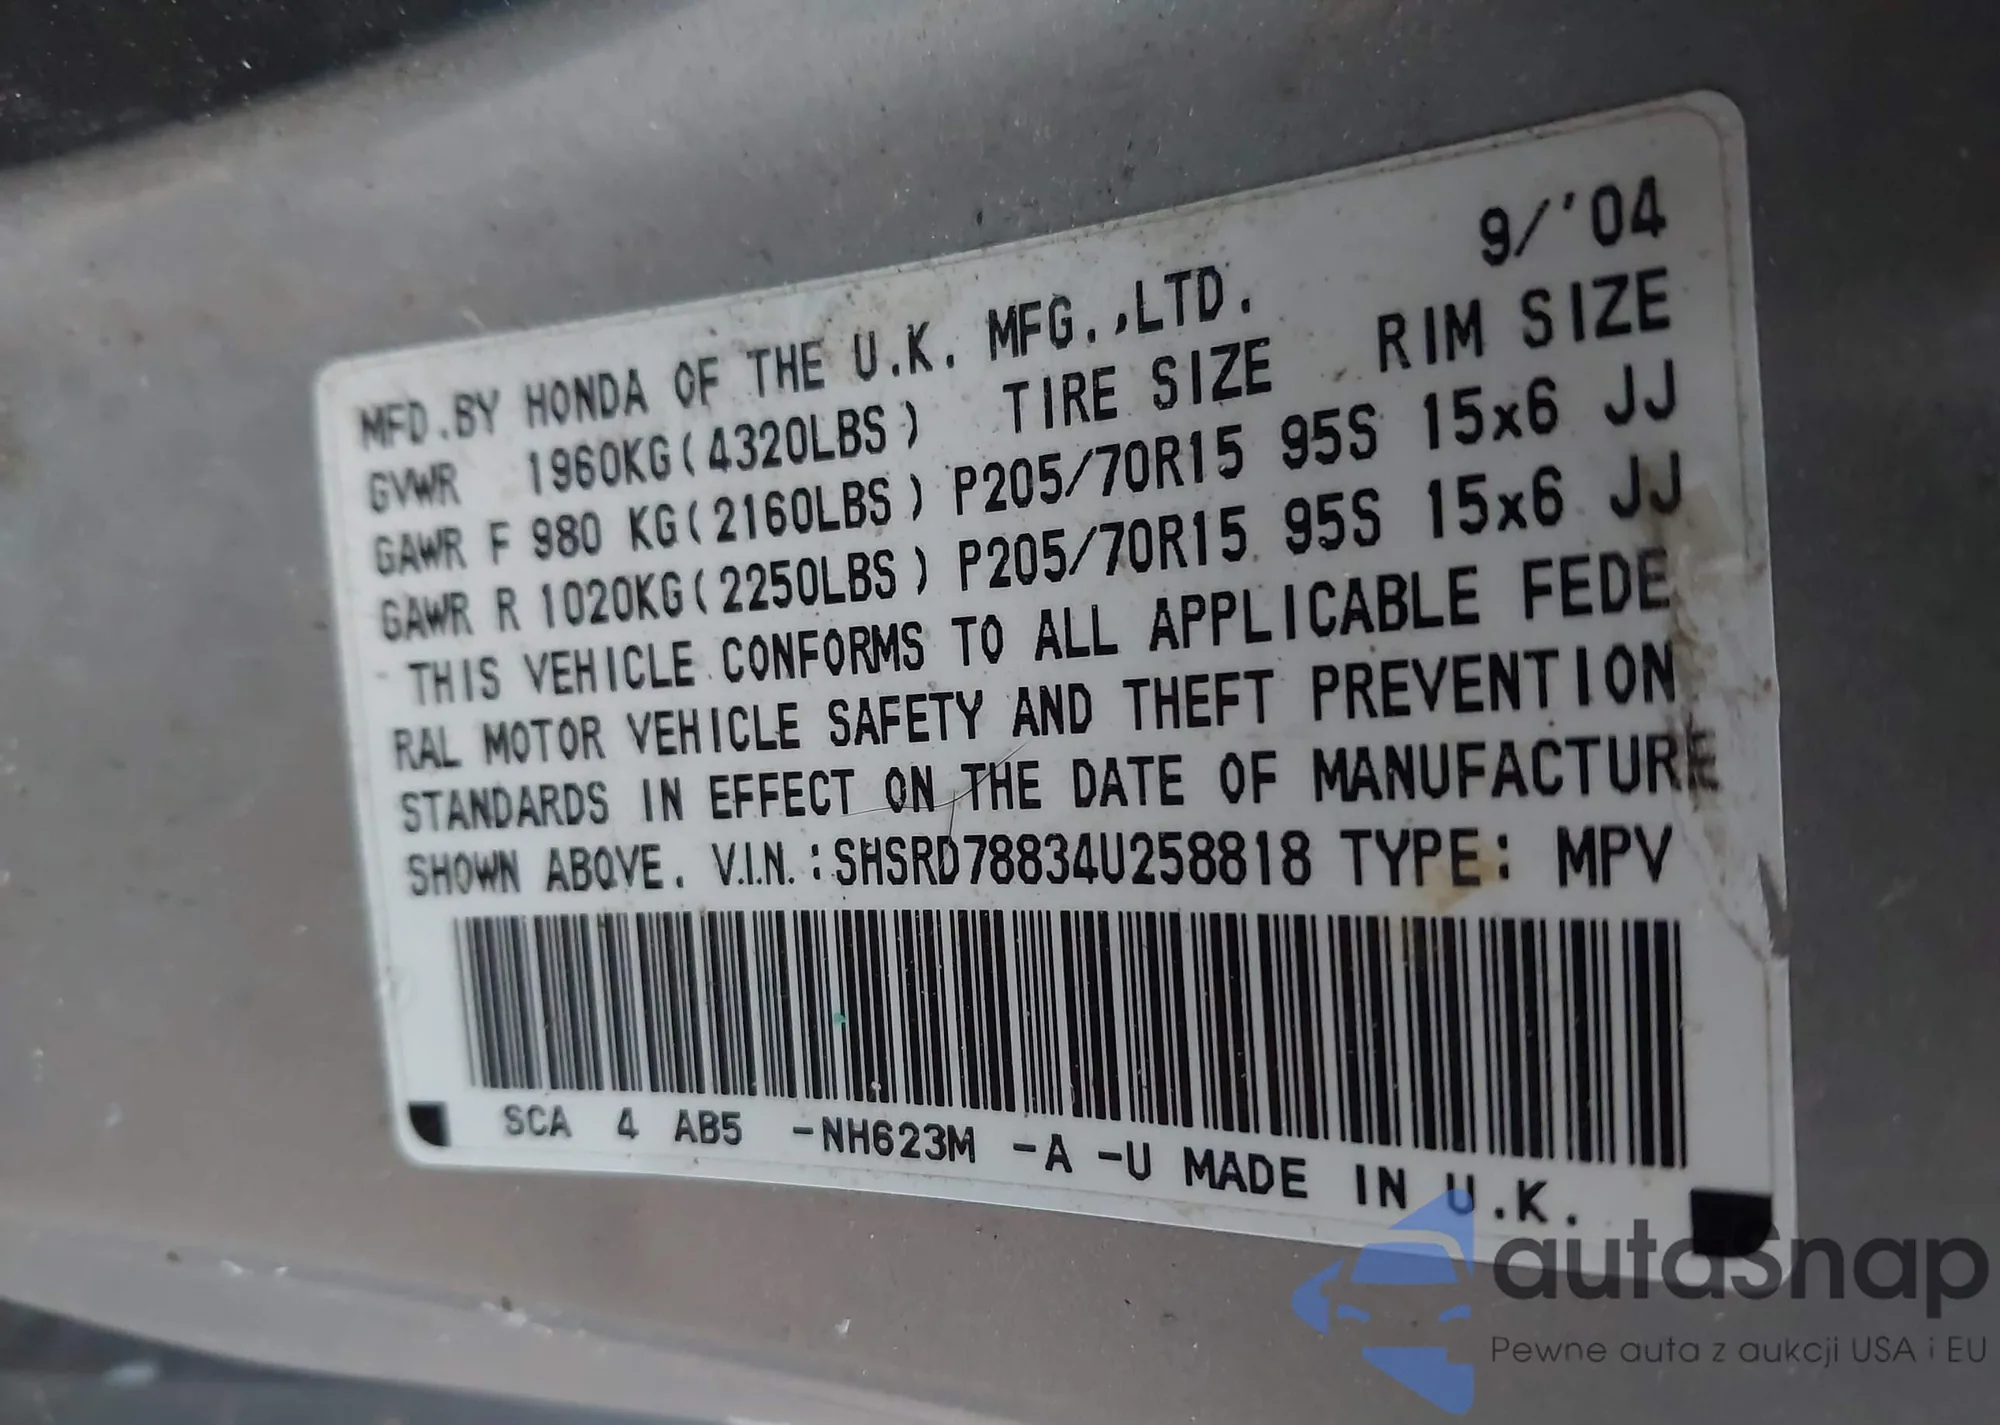 9/'04
MFD.BY HONDA OF THE U.K. MFG.,LTD.
GVWR 1960KG(4320LBS) TIRE SIZE RIM SIZE
GAWR F 980 KG(2160LBS) P205/70R15 95S 15x6 JJ
GAWR R 1020KG(2250LBS) P205/70R15 95S 15x6 JJ
THIS VEHICLE CONFORMS TO ALL APPLICABLE FEDE
RAL MOTOR VEHICLE SAFETY AND THEFT PREVENTION
STANDARDS IN EFFECT ON THE DATE OF MANUFACTURE
SHOWN ABOVE. V.I.N.:SHSRD78834U258818 TYPE: MPV
SCA 4 AB5 -NH623M -A -U MADE IN U.K.
autoSnap
Pewne auta z aukcji USA i EU